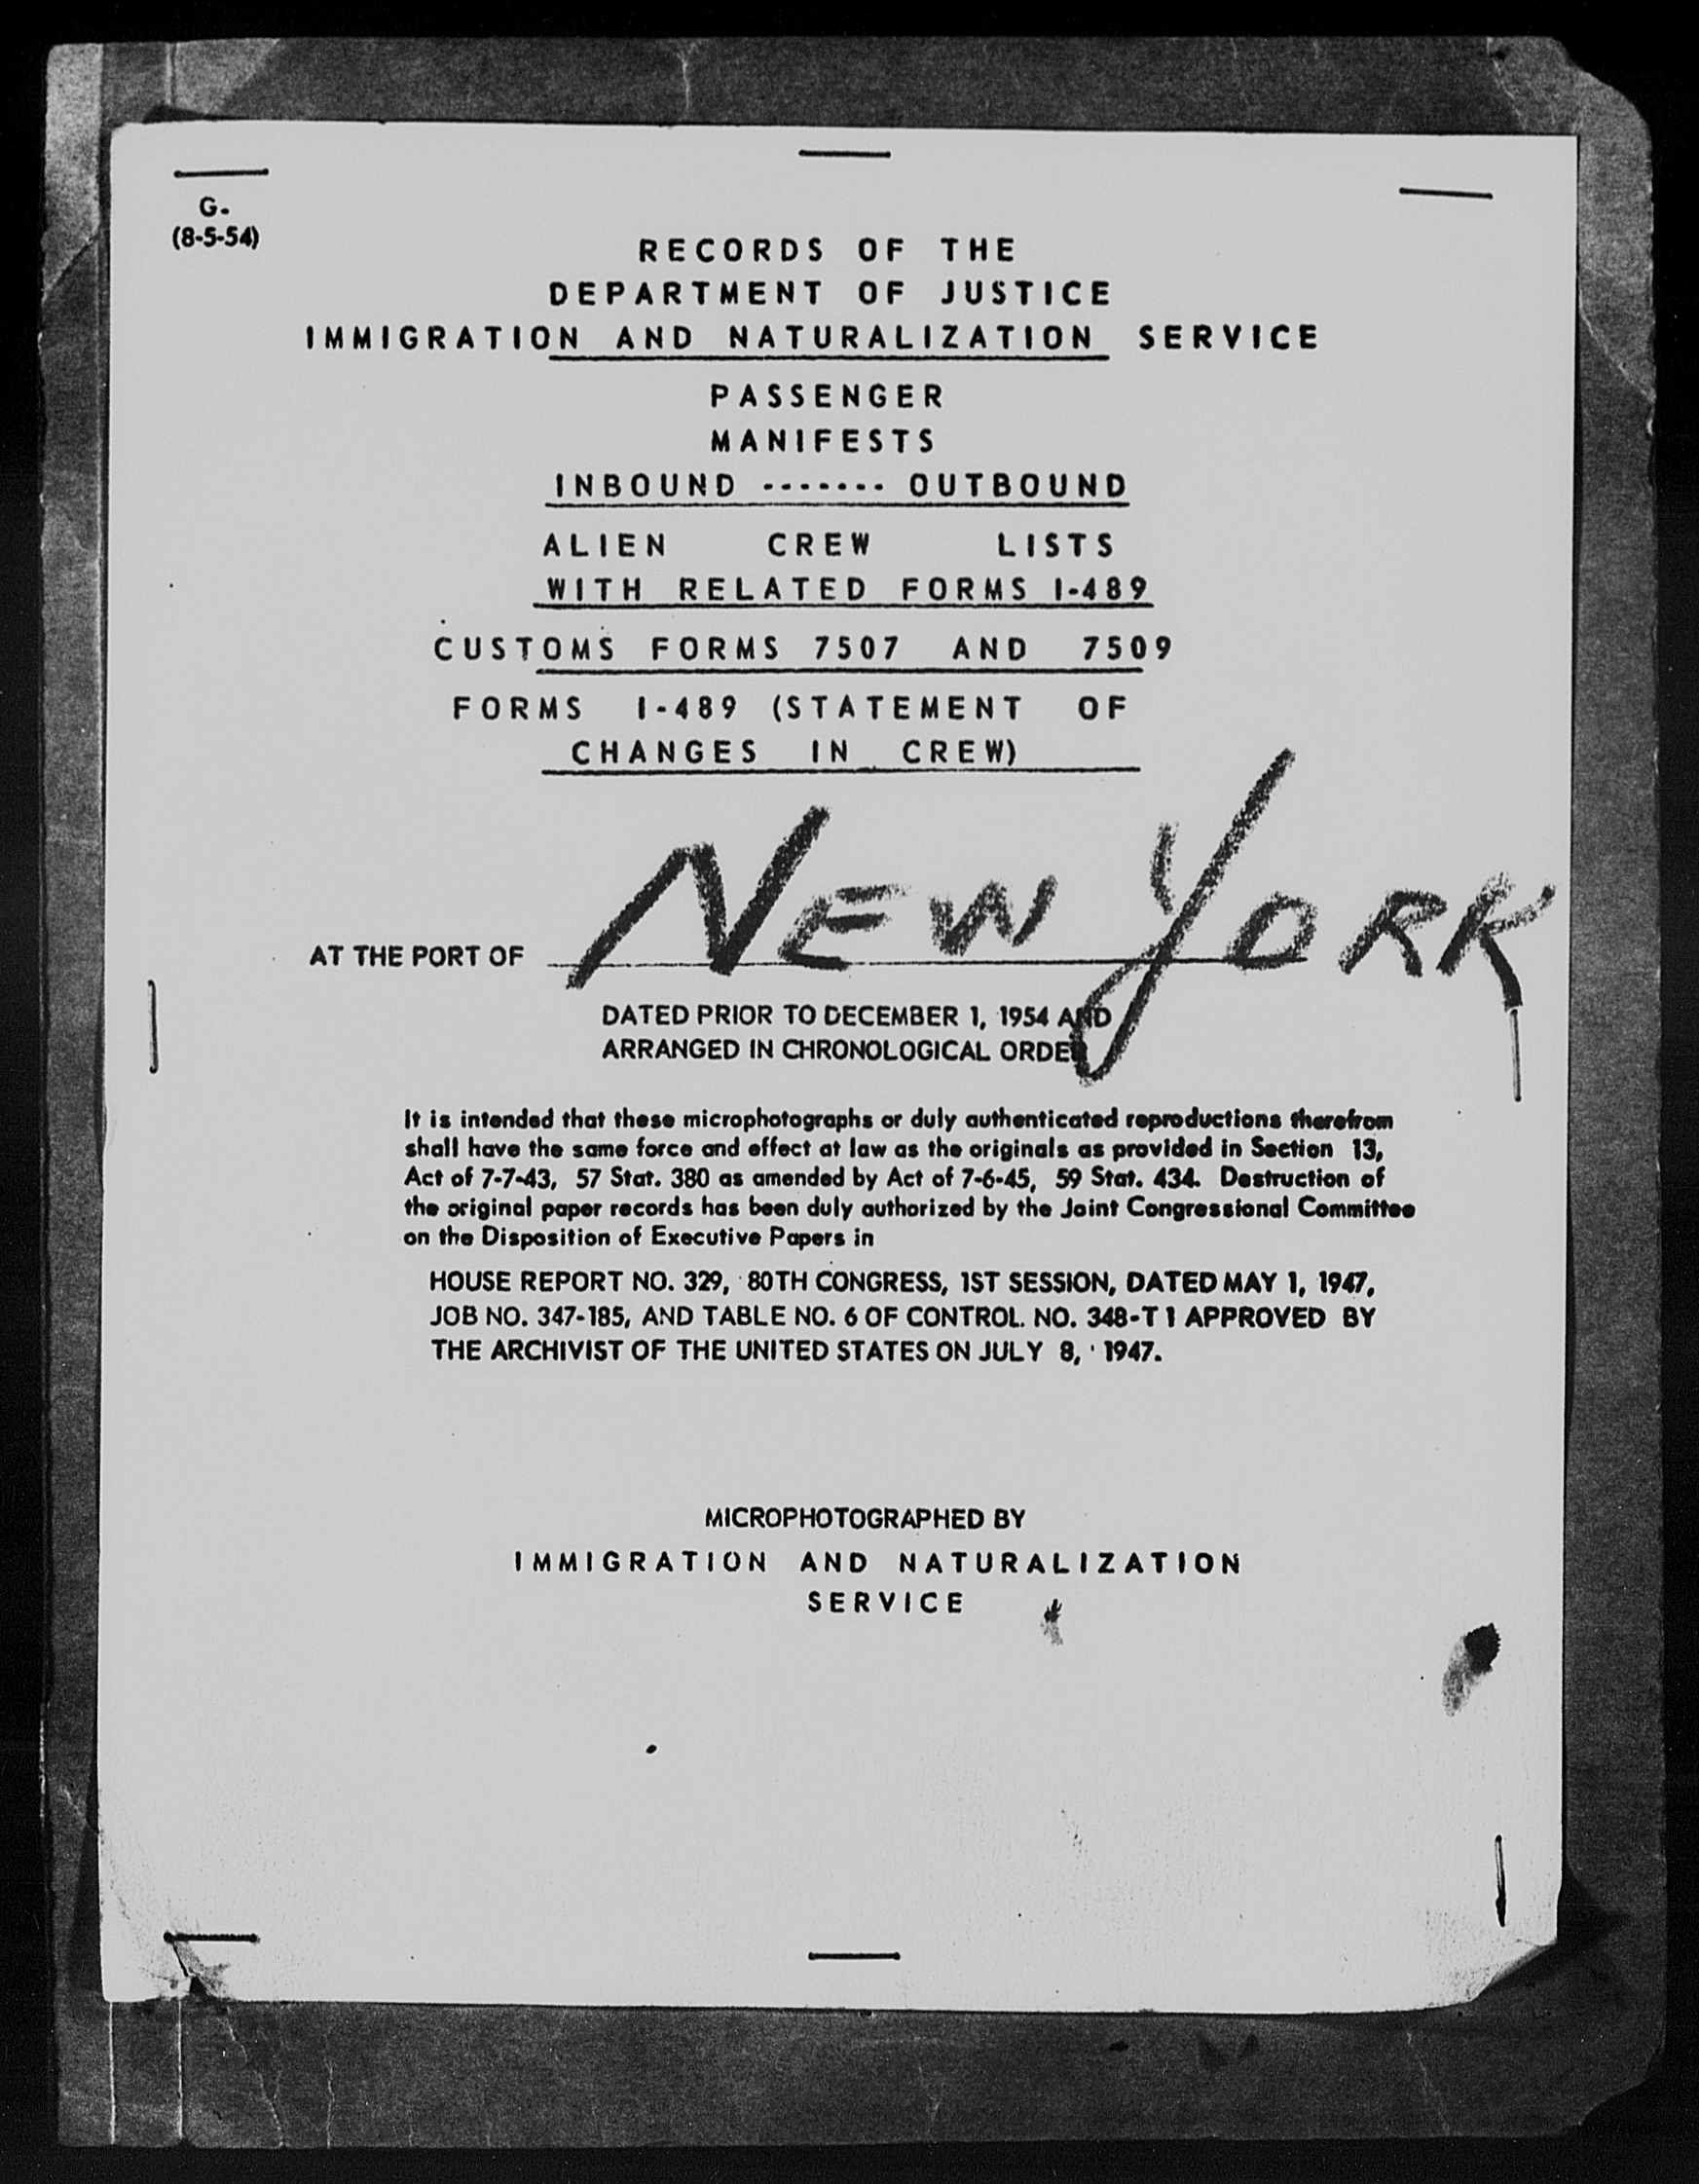 G.
(8-5-54)
RECORDS OF THE
DEPARTMENT OF JUSTICE
IMMIGRATION AND NATURALIZATION SERVICE
PASSENGER
MANIFESTS
INBOUND ------- OUTBOUND
ALIEN CREW LISTS
WITH RELATED FORMS I-489
CUSTOMS FORMS 7507 AND 7509
FORMS I-489 (STATEMENT OF
CHANGES IN CREW)
AT THE PORT OF NEW YORK
DATED PRIOR TO DECEMBER 1, 1954 AND
ARRANGED IN CHRONOLOGICAL ORDER
It is intended that these microphotographs or duly authenticated reproductions therefrom
shall have the same force and effect at law as the originals as provided in Section 13,
Act of 7-7-43, 57 Stat. 380 as amended by Act of 7-6-45, 59 Stat. 434. Destruction of
the original paper records has been duly authorized by the Joint Congressional Committee
on the Disposition of Executive Papers in
HOUSE REPORT NO. 329, 80TH CONGRESS, 1ST SESSION, DATED MAY 1, 1947,
JOB NO. 347-185, AND TABLE NO. 6 OF CONTROL NO. 348-T1 APPROVED BY
THE ARCHIVIST OF THE UNITED STATES ON JULY 8, 1947.
MICROPHOTOGRAPHED BY
IMMIGRATION AND NATURALIZATION
SERVICE